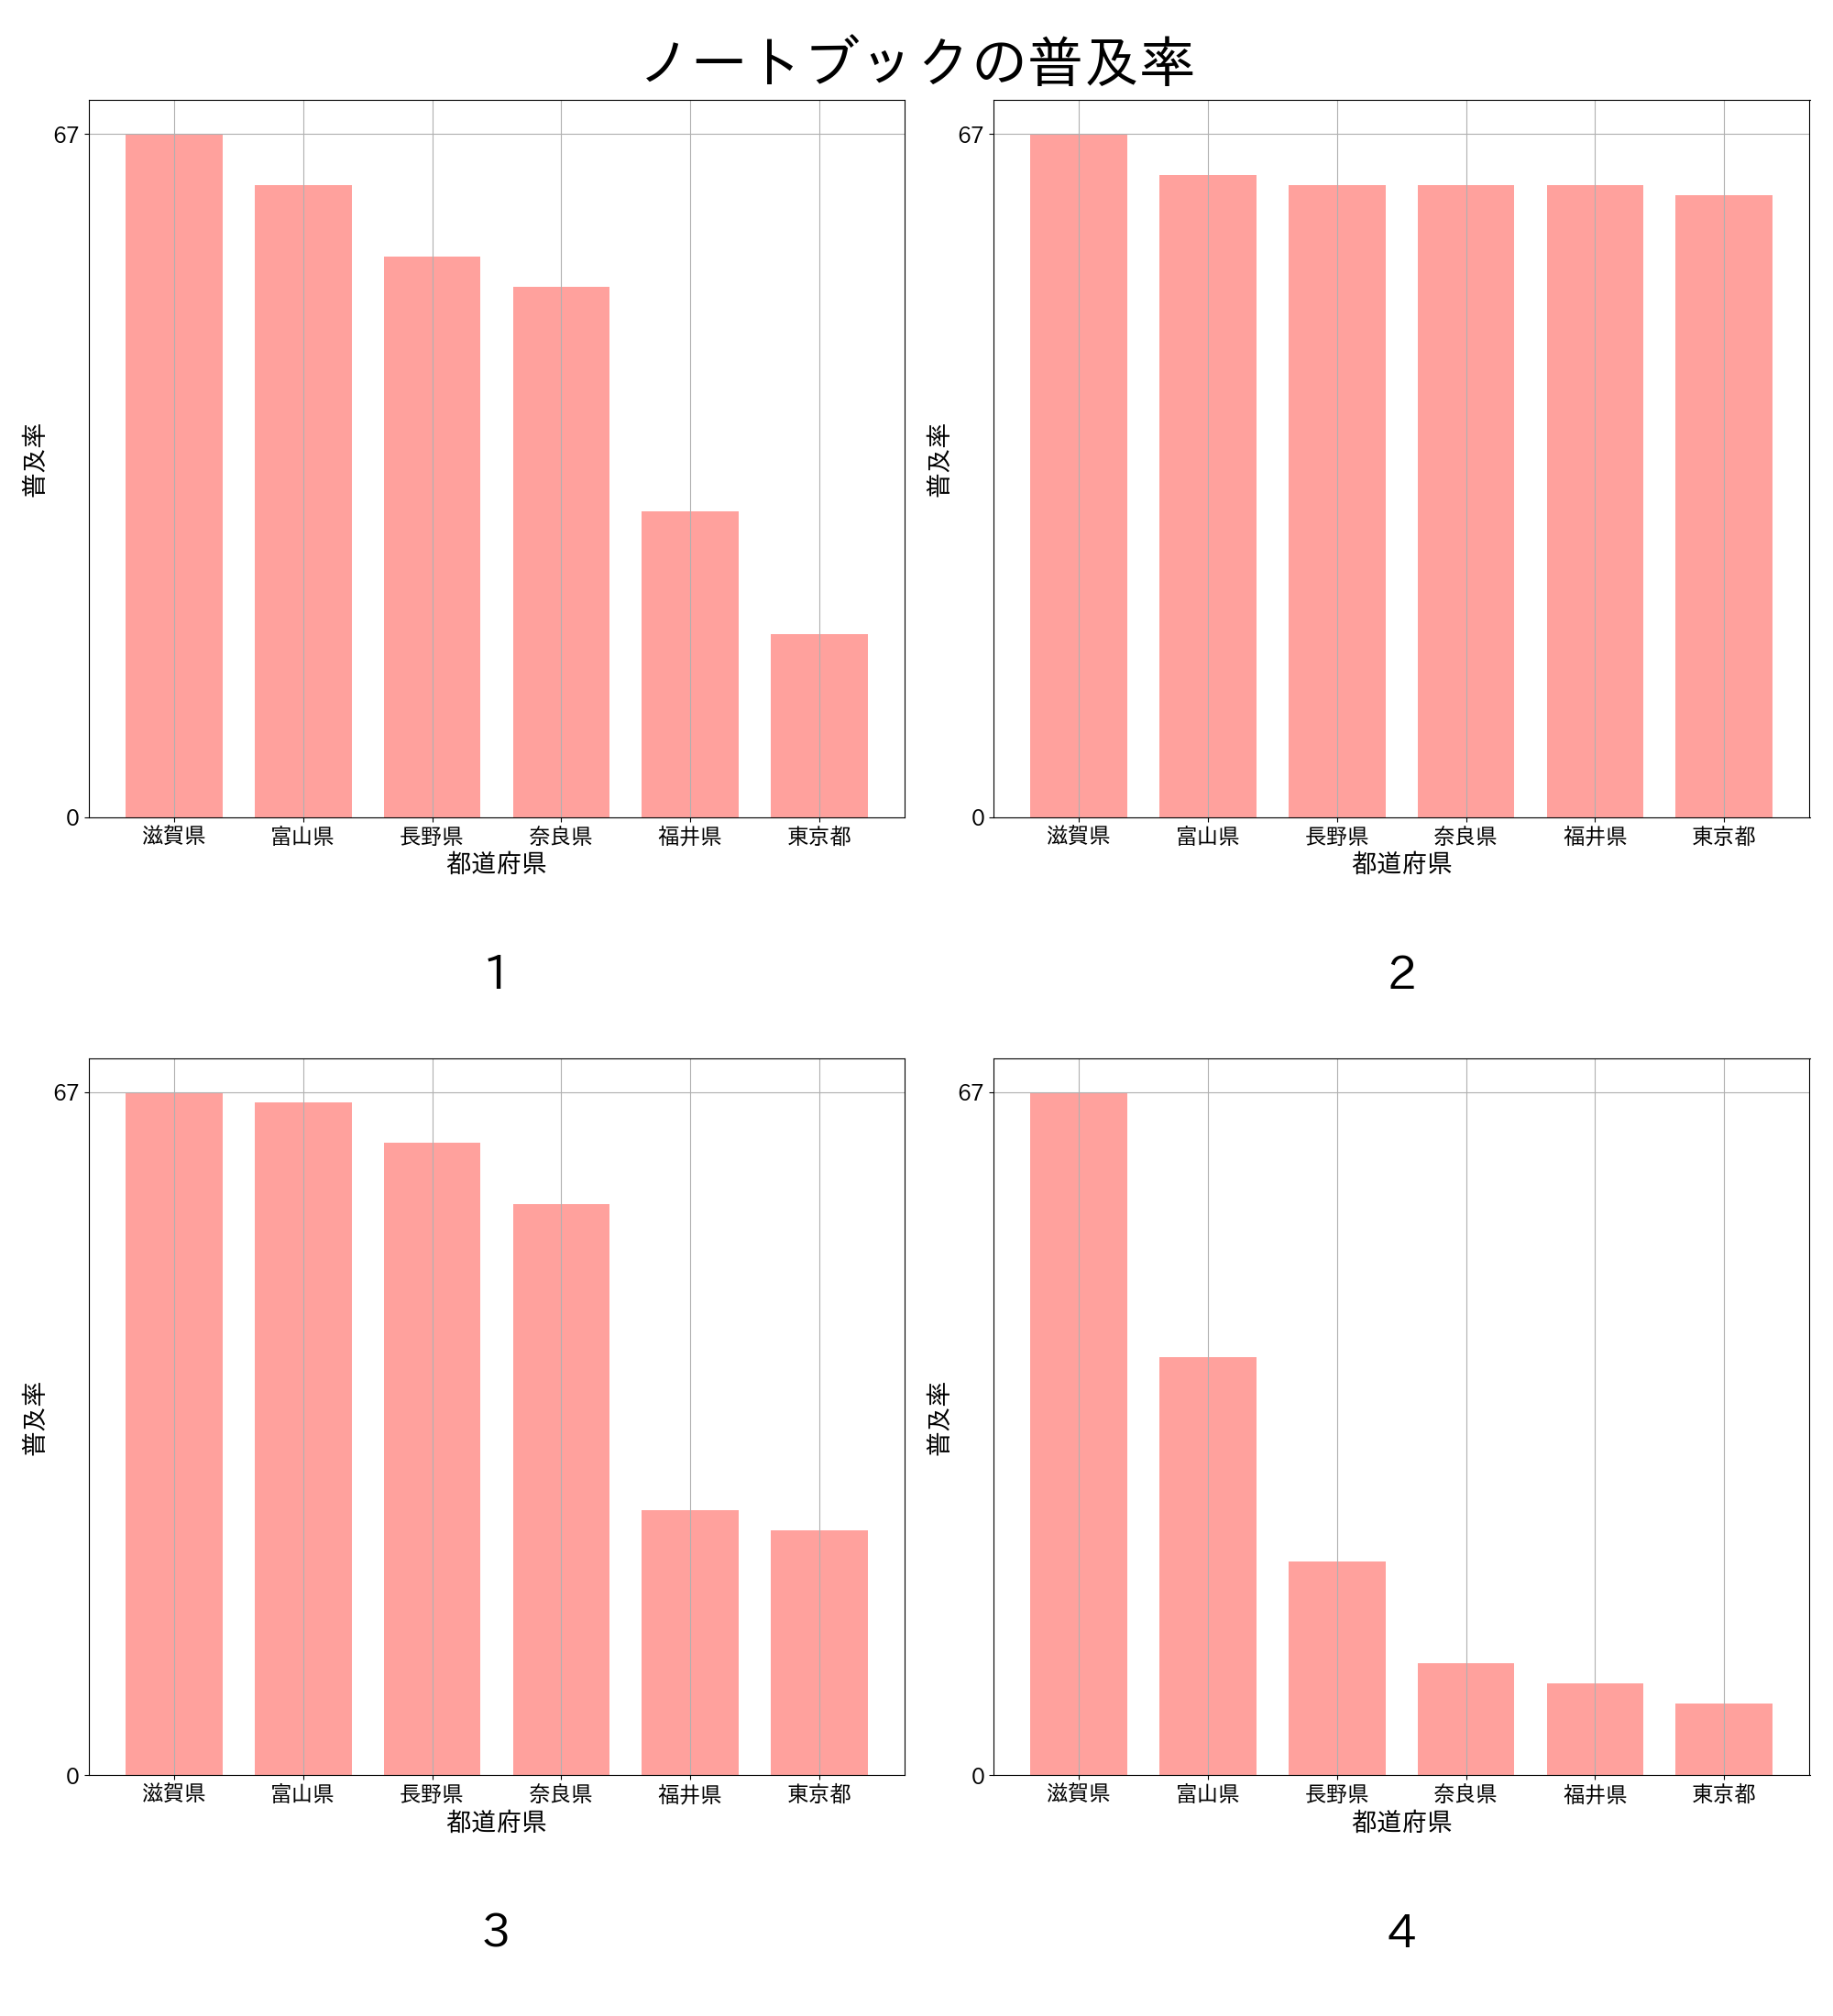 ノートブックの普及率
67
0
普及率
滋賀県 富山県 長野県 奈良県 福井県 東京都
都道府県
1
67
0
普及率
滋賀県 富山県 長野県 奈良県 福井県 東京都
都道府県
2
67
0
普及率
滋賀県 富山県 長野県 奈良県 福井県 東京都
都道府県
3
67
0
普及率
滋賀県 富山県 長野県 奈良県 福井県 東京都
都道府県
4